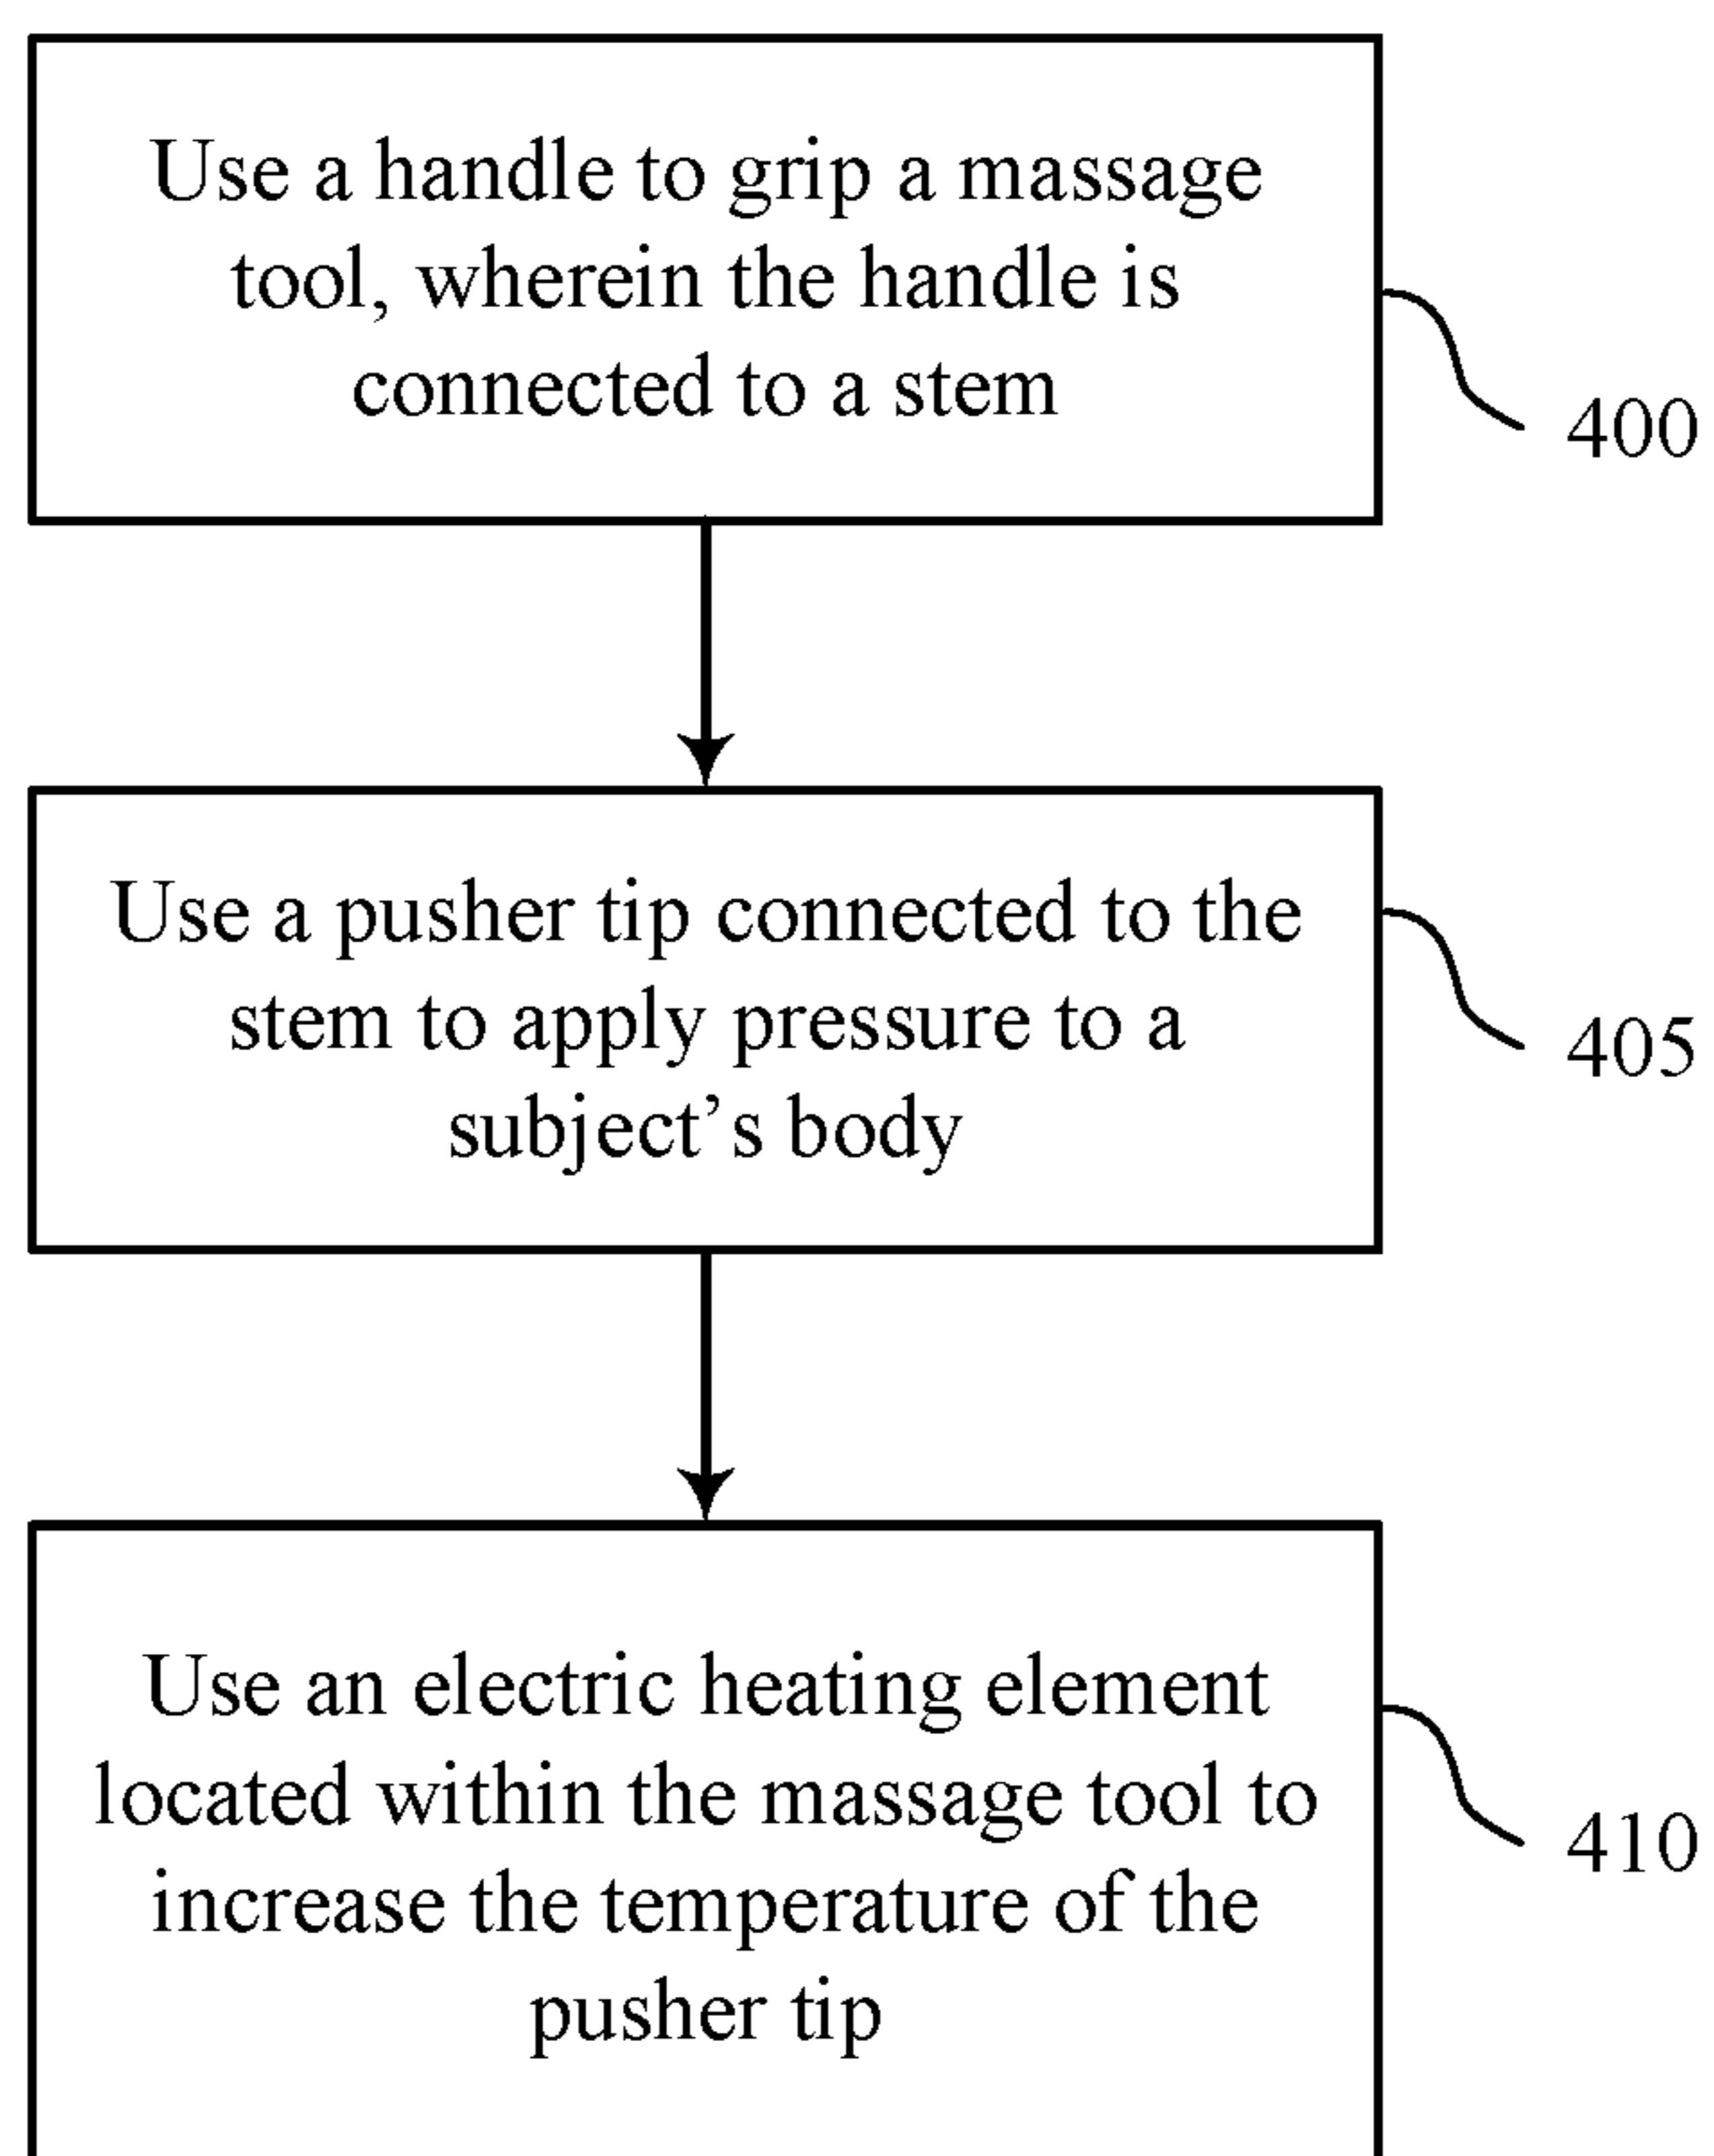 Use a handle to grip a massage
tool, wherein the handle is
connected to a stem
400
Use a pusher tip connected to the
stem to apply pressure to a
subject’s body
405
Use an electric heating element
located within the massage tool to
increase the temperature of the
pusher tip
410